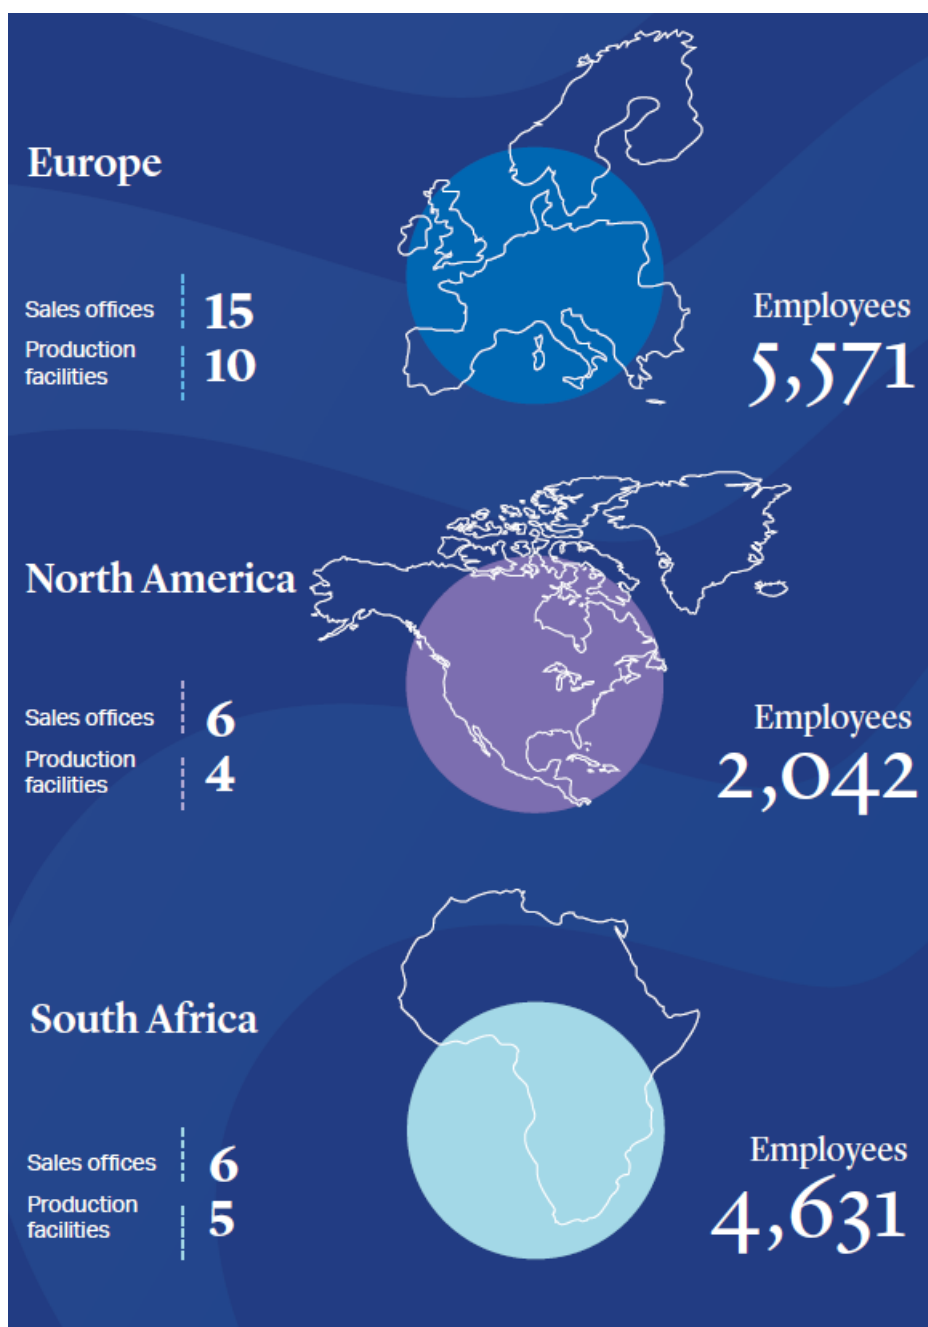 Europe
Sales offices 15
Production
facilities 10
Employees
5,571
North America
Sales offices 6
Production
facilities 4
Employees
2,042
South Africa
Sales offices 6
Production
facilities 5
Employees
4,631